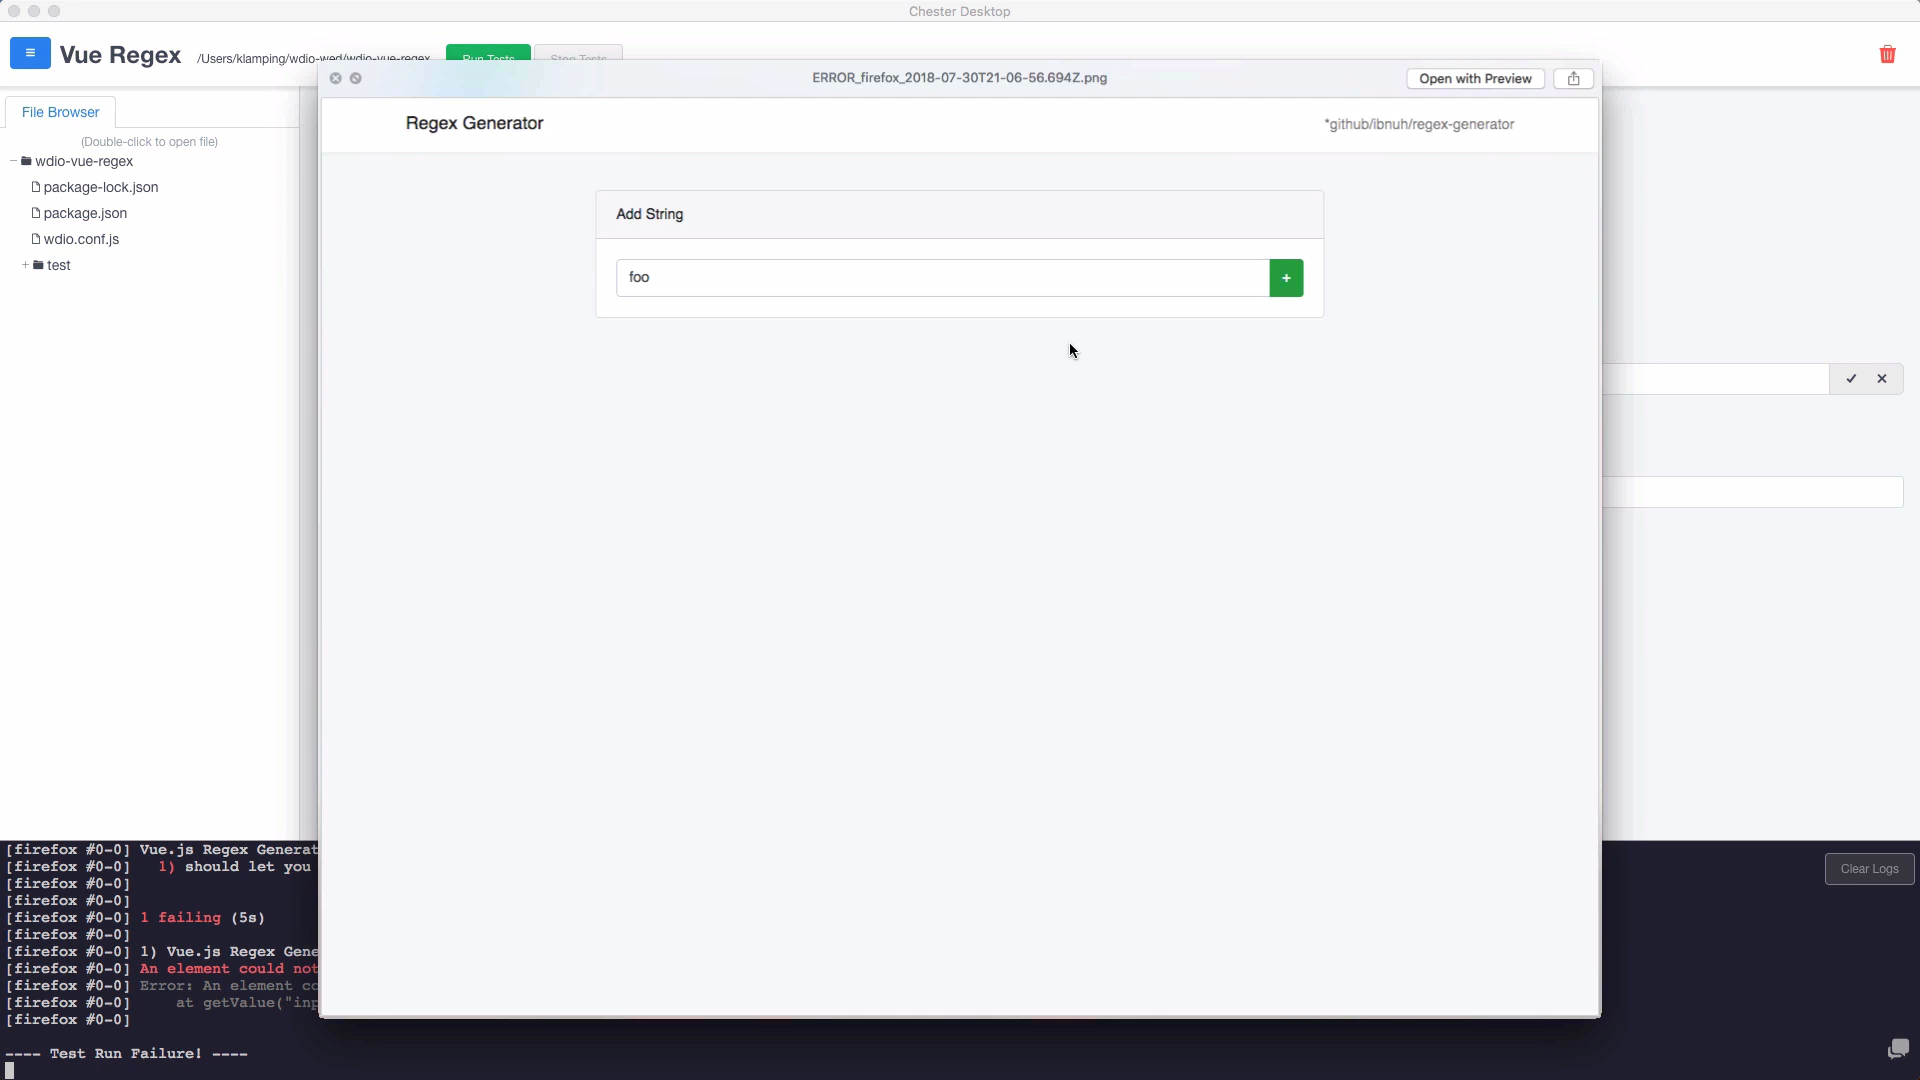 Chester Desktop
Vue Regex /Users/klamping/wdio-wed/wdio-vue-regex Run Tests Stop Tests
ERROR_firefox_2018-07-30T21-06-56.694Z.png Open with Preview
File Browser
(Double-click to open file)
wdio-vue-regex
package-lock.json
package.json
wdio.conf.js
+ test
Regex Generator *github/ibnuh/regex-generator
Add String
foo +
[firefox #0-0] Vue.js Regex Generat
[firefox #0-0] 1) should let you
[firefox #0-0]
[firefox #0-0]
[firefox #0-0] 1 failing (5s)
[firefox #0-0]
[firefox #0-0] 1) Vue.js Regex Gene
[firefox #0-0] An element could not
[firefox #0-0] Error: An element co
[firefox #0-0] at getValue("inp
[firefox #0-0]
---- Test Run Failure! ----
Clear Logs